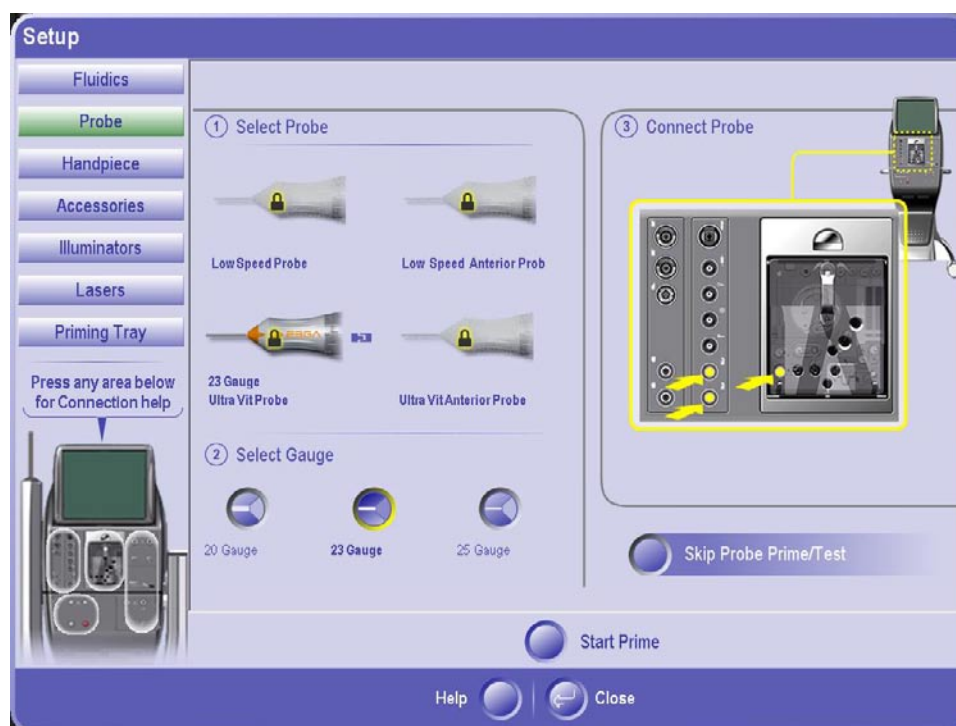 Setup
Fluidics
Probe
Handpiece
Accessories
Illuminators
Lasers
Priming Tray
Press any area below
for Connection help
1 Select Probe
Low Speed Probe
Low Speed Anterior Prob
23 Gauge
Ultra Vit Probe
Ultra Vit Anterior Probe
2 Select Gauge
20 Gauge
23 Gauge
25 Gauge
3 Connect Probe
Skip Probe Prime/Test
Start Prime
Help
Close